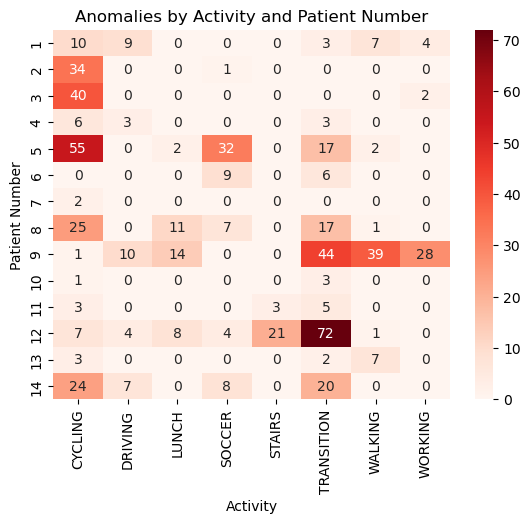 Anomalies by Activity and Patient Number
Patient Number
1 10 9 0 0 0 3 7 4
2 34 0 0 1 0 0 0 0
3 40 0 0 0 0 0 0 2
4 6 3 0 0 0 3 0 0
5 55 0 2 32 0 17 2 0
6 0 0 0 9 0 6 0 0
7 2 0 0 0 0 0 0 0
8 25 0 11 7 0 17 1 0
9 1 10 14 0 0 44 39 28
10 1 0 0 0 0 3 0 0
11 3 0 0 0 3 5 0 0
12 7 4 8 4 21 72 1 0
13 3 0 0 0 0 2 7 0
14 24 7 0 8 0 20 0 0
CYCLING DRIVING LUNCH SOCCER STAIRS TRANSITION WALKING WORKING
Activity
70
60
50
40
30
20
10
0